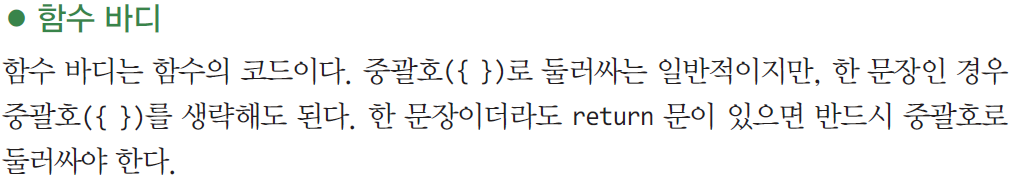 ● 함수 바디
함수 바디는 함수의 코드이다. 중괄호({ })로 둘러싸는 일반적이지만, 한 문장인 경우
중괄호({ })를 생략해도 된다. 한 문장이더라도 return 문이 있으면 반드시 중괄호로
둘러싸야 한다.